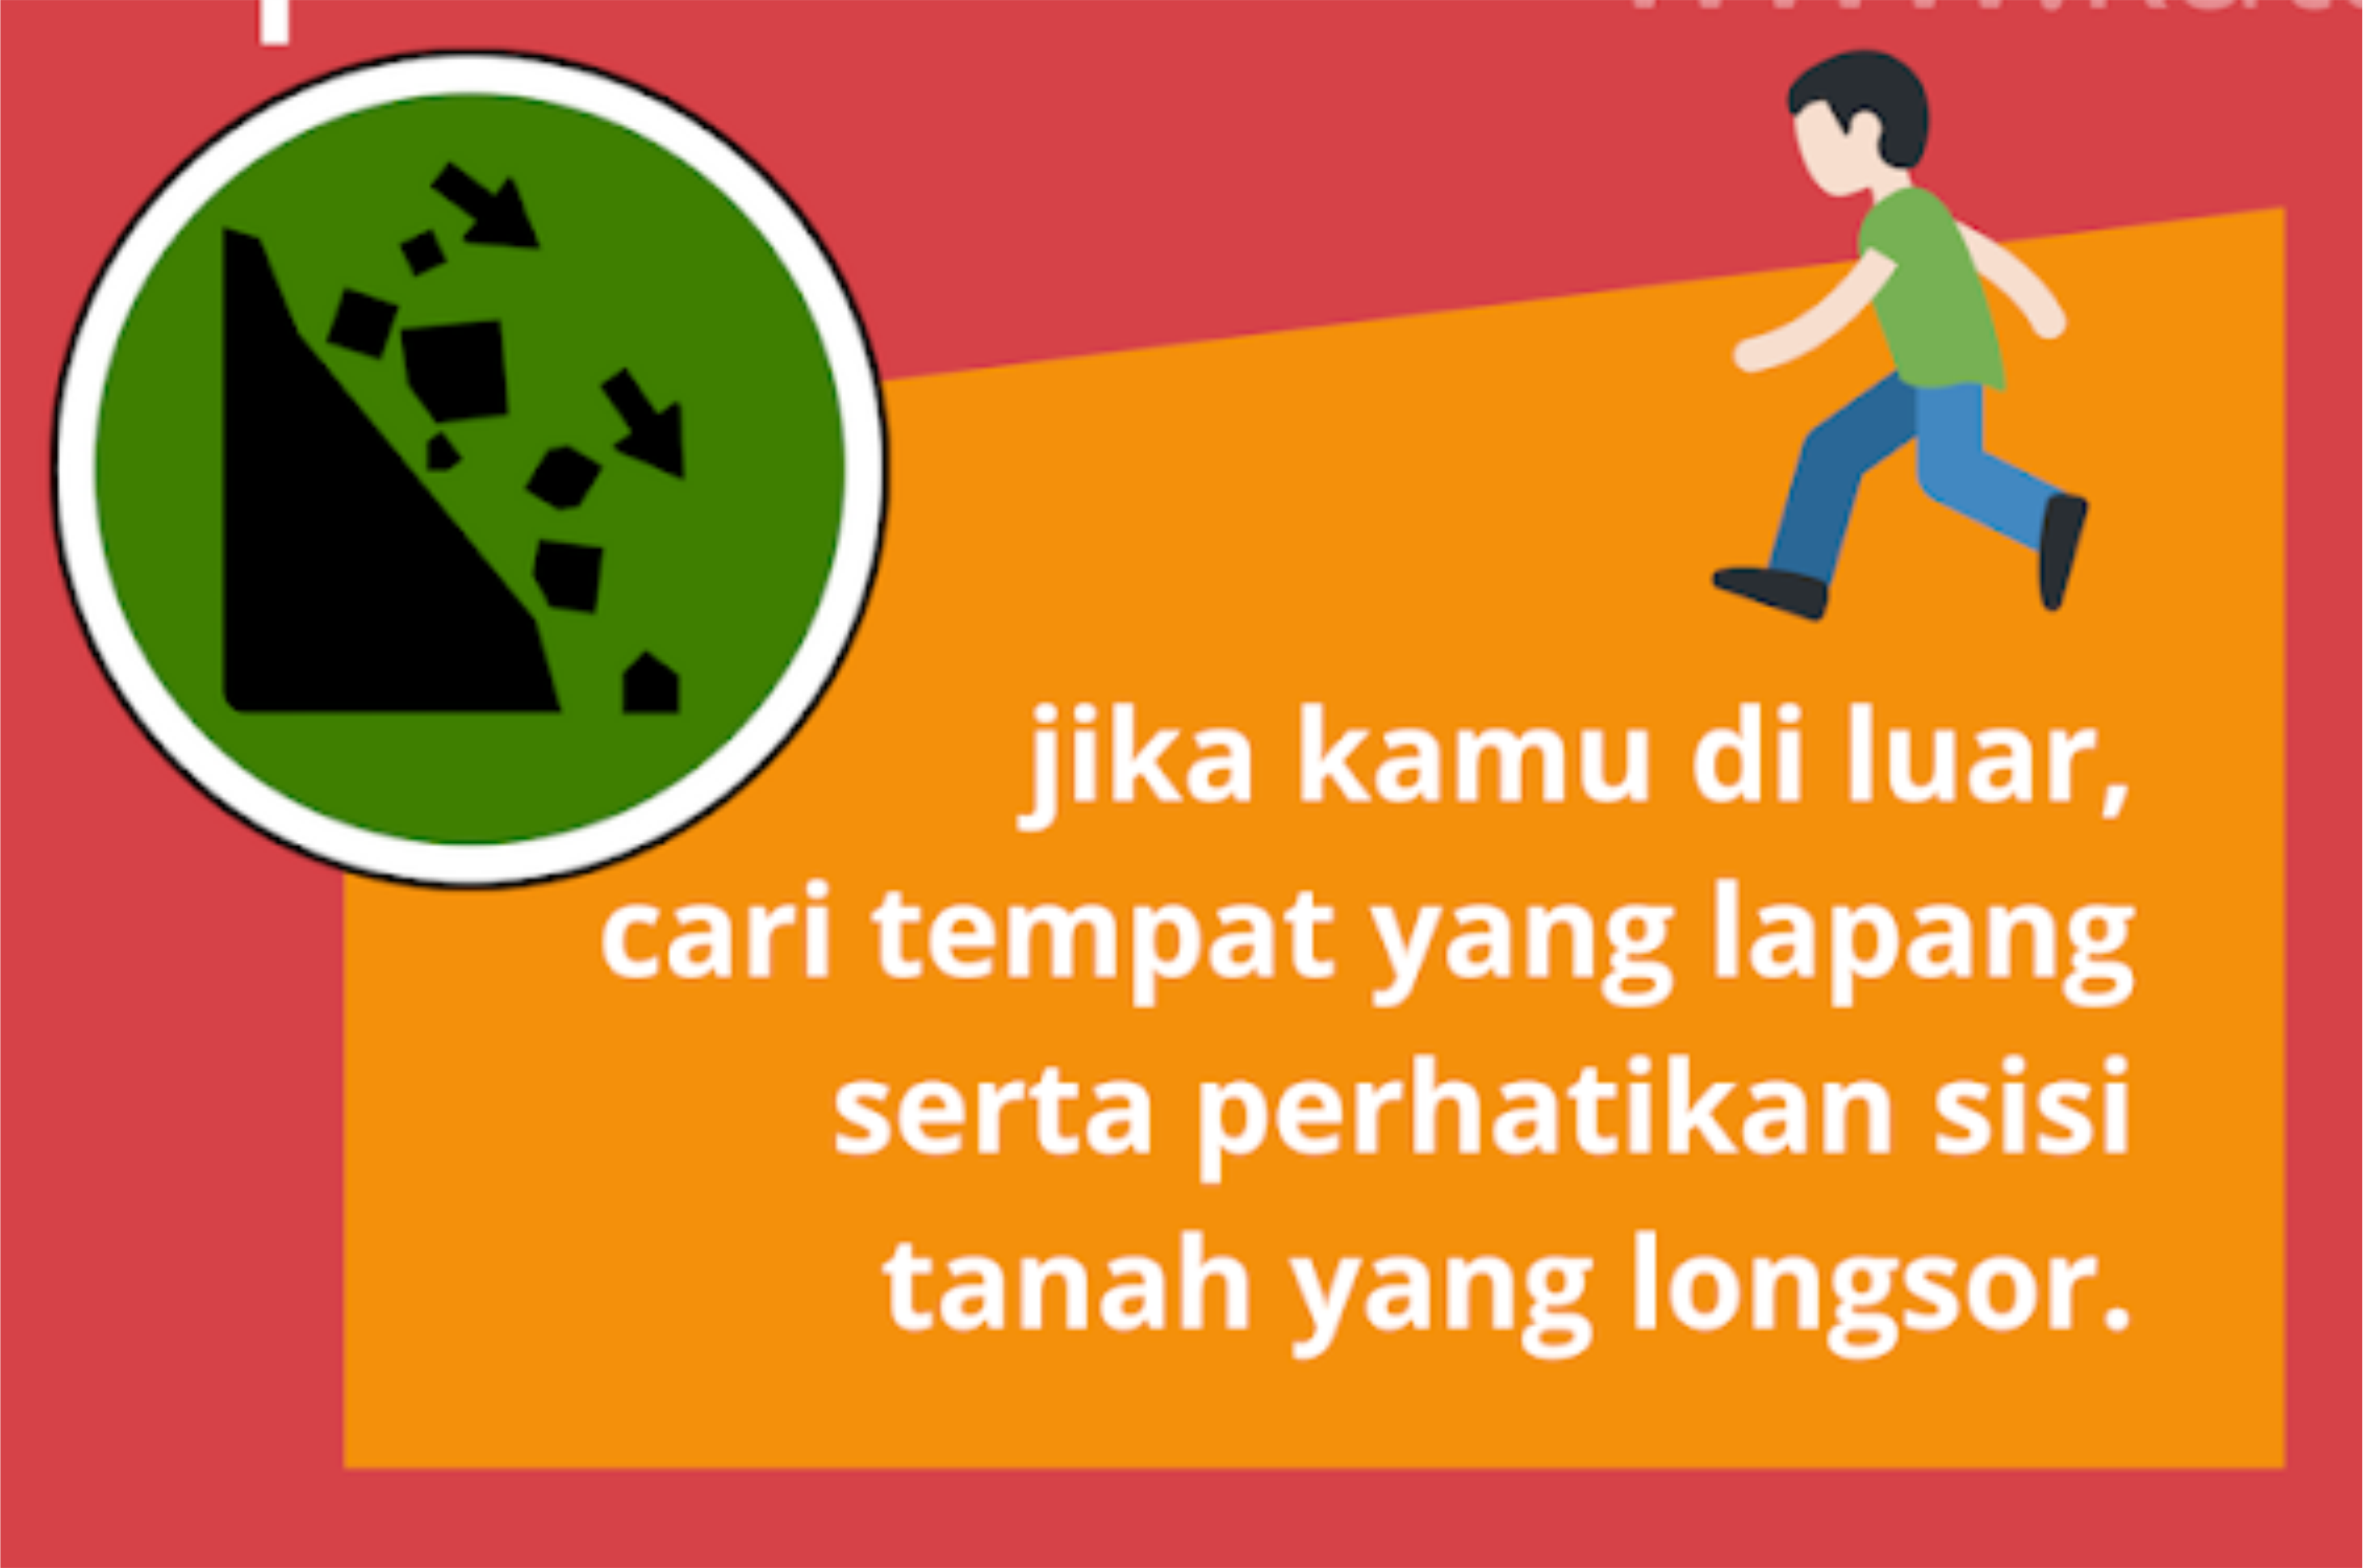 jika kamu di luar,
cari tempat yang lapang
serta perhatikan sisi
tanah yang longsor.